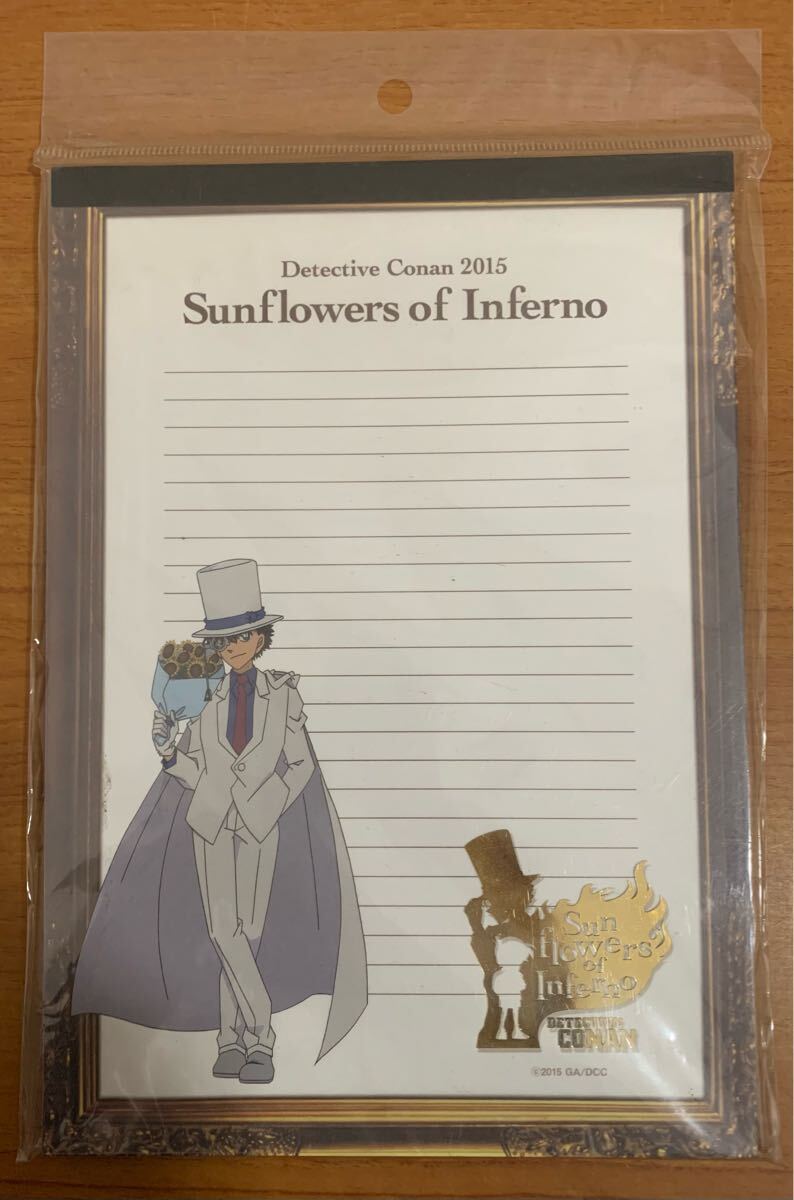 Detective Conan 2015
Sunflowers of Inferno
Sun
flowers
of
Inferno
DETECTIVE
CONAN
©2015 GA/DCC